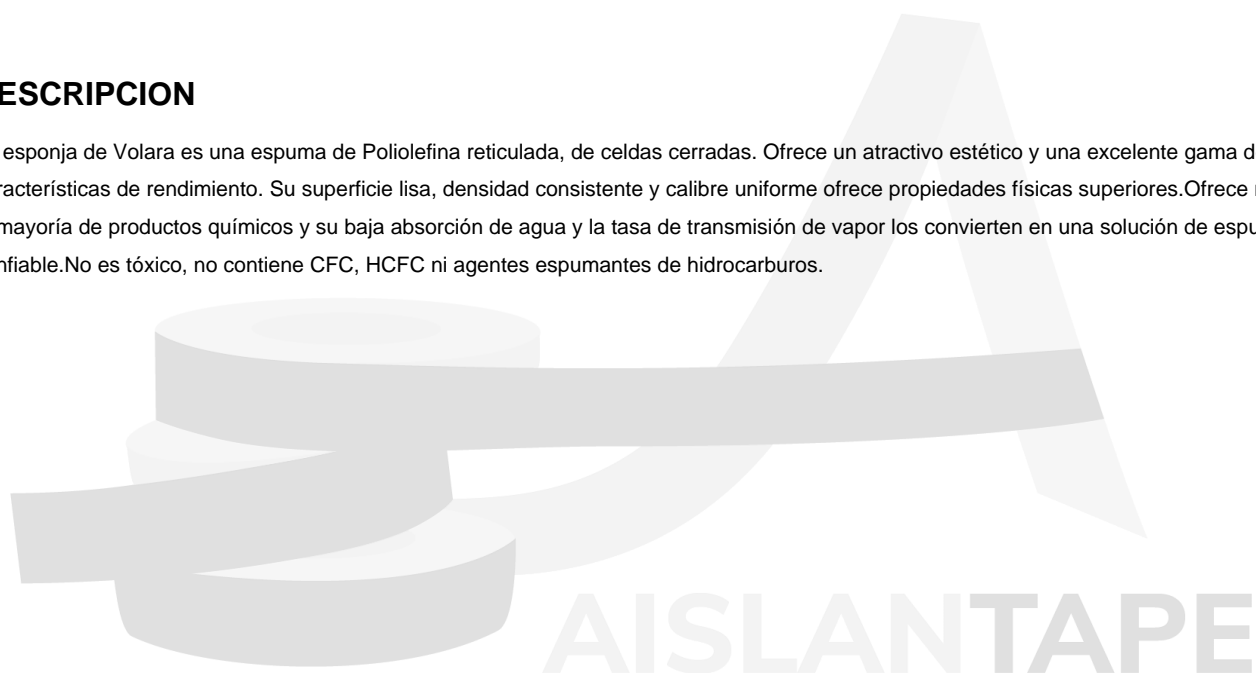 ESCRIPCION
esponja de Volara es una espuma de Poliolefina reticulada, de celdas cerradas. Ofrece un atractivo estético y una excelente gama d
racterísticas de rendimiento. Su superficie lisa, densidad consistente y calibre uniforme ofrece propiedades físicas superiores.Ofrece
mayoría de productos químicos y su baja absorción de agua y la tasa de transmisión de vapor los convierten en una solución de espu
nfiable.No es tóxico, no contiene CFC, HCFC ni agentes espumantes de hidrocarburos.
AISLANTAPE